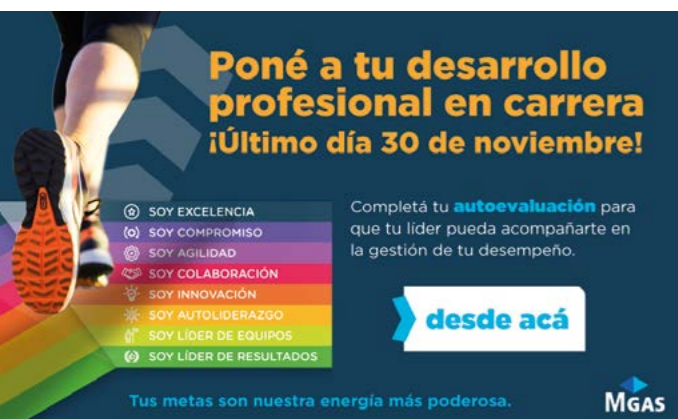 Poné a tu desarrollo
profesional en carrera
¡Último día 30 de noviembre!
SOY EXCELENCIA
SOY COMPROMISO
SOY AGILIDAD
SOY COLABORACIÓN
SOY INNOVACIÓN
SOY AUTOLIDERAZGO
SOY LÍDER DE EQUIPOS
SOY LÍDER DE RESULTADOS
Completá tu autoevaluación para
que tu líder pueda acompañarte en
la gestión de tu desempeño.
desde acá
Tus metas son nuestra energía más poderosa.
MGAS